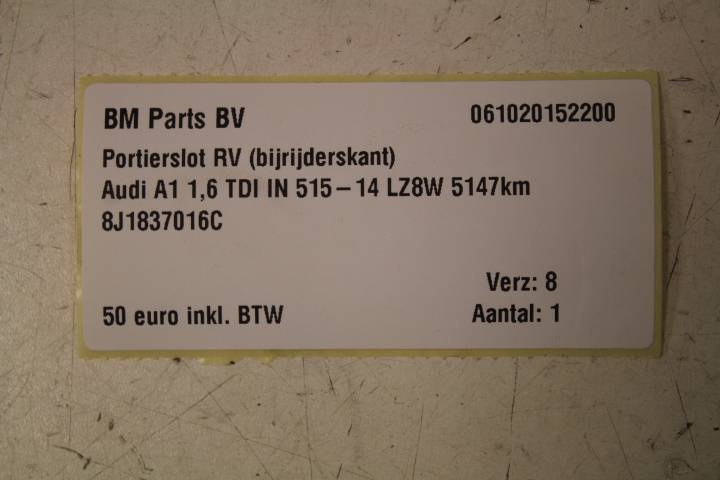 BM Parts BV 061020152200
Portierslot RV (bijrijderskant)
Audi A1 1,6 TDI IN 515-14 LZ8W 5147km
8J1837016C
Verz: 8
50 euro inkl. BTW Aantal: 1